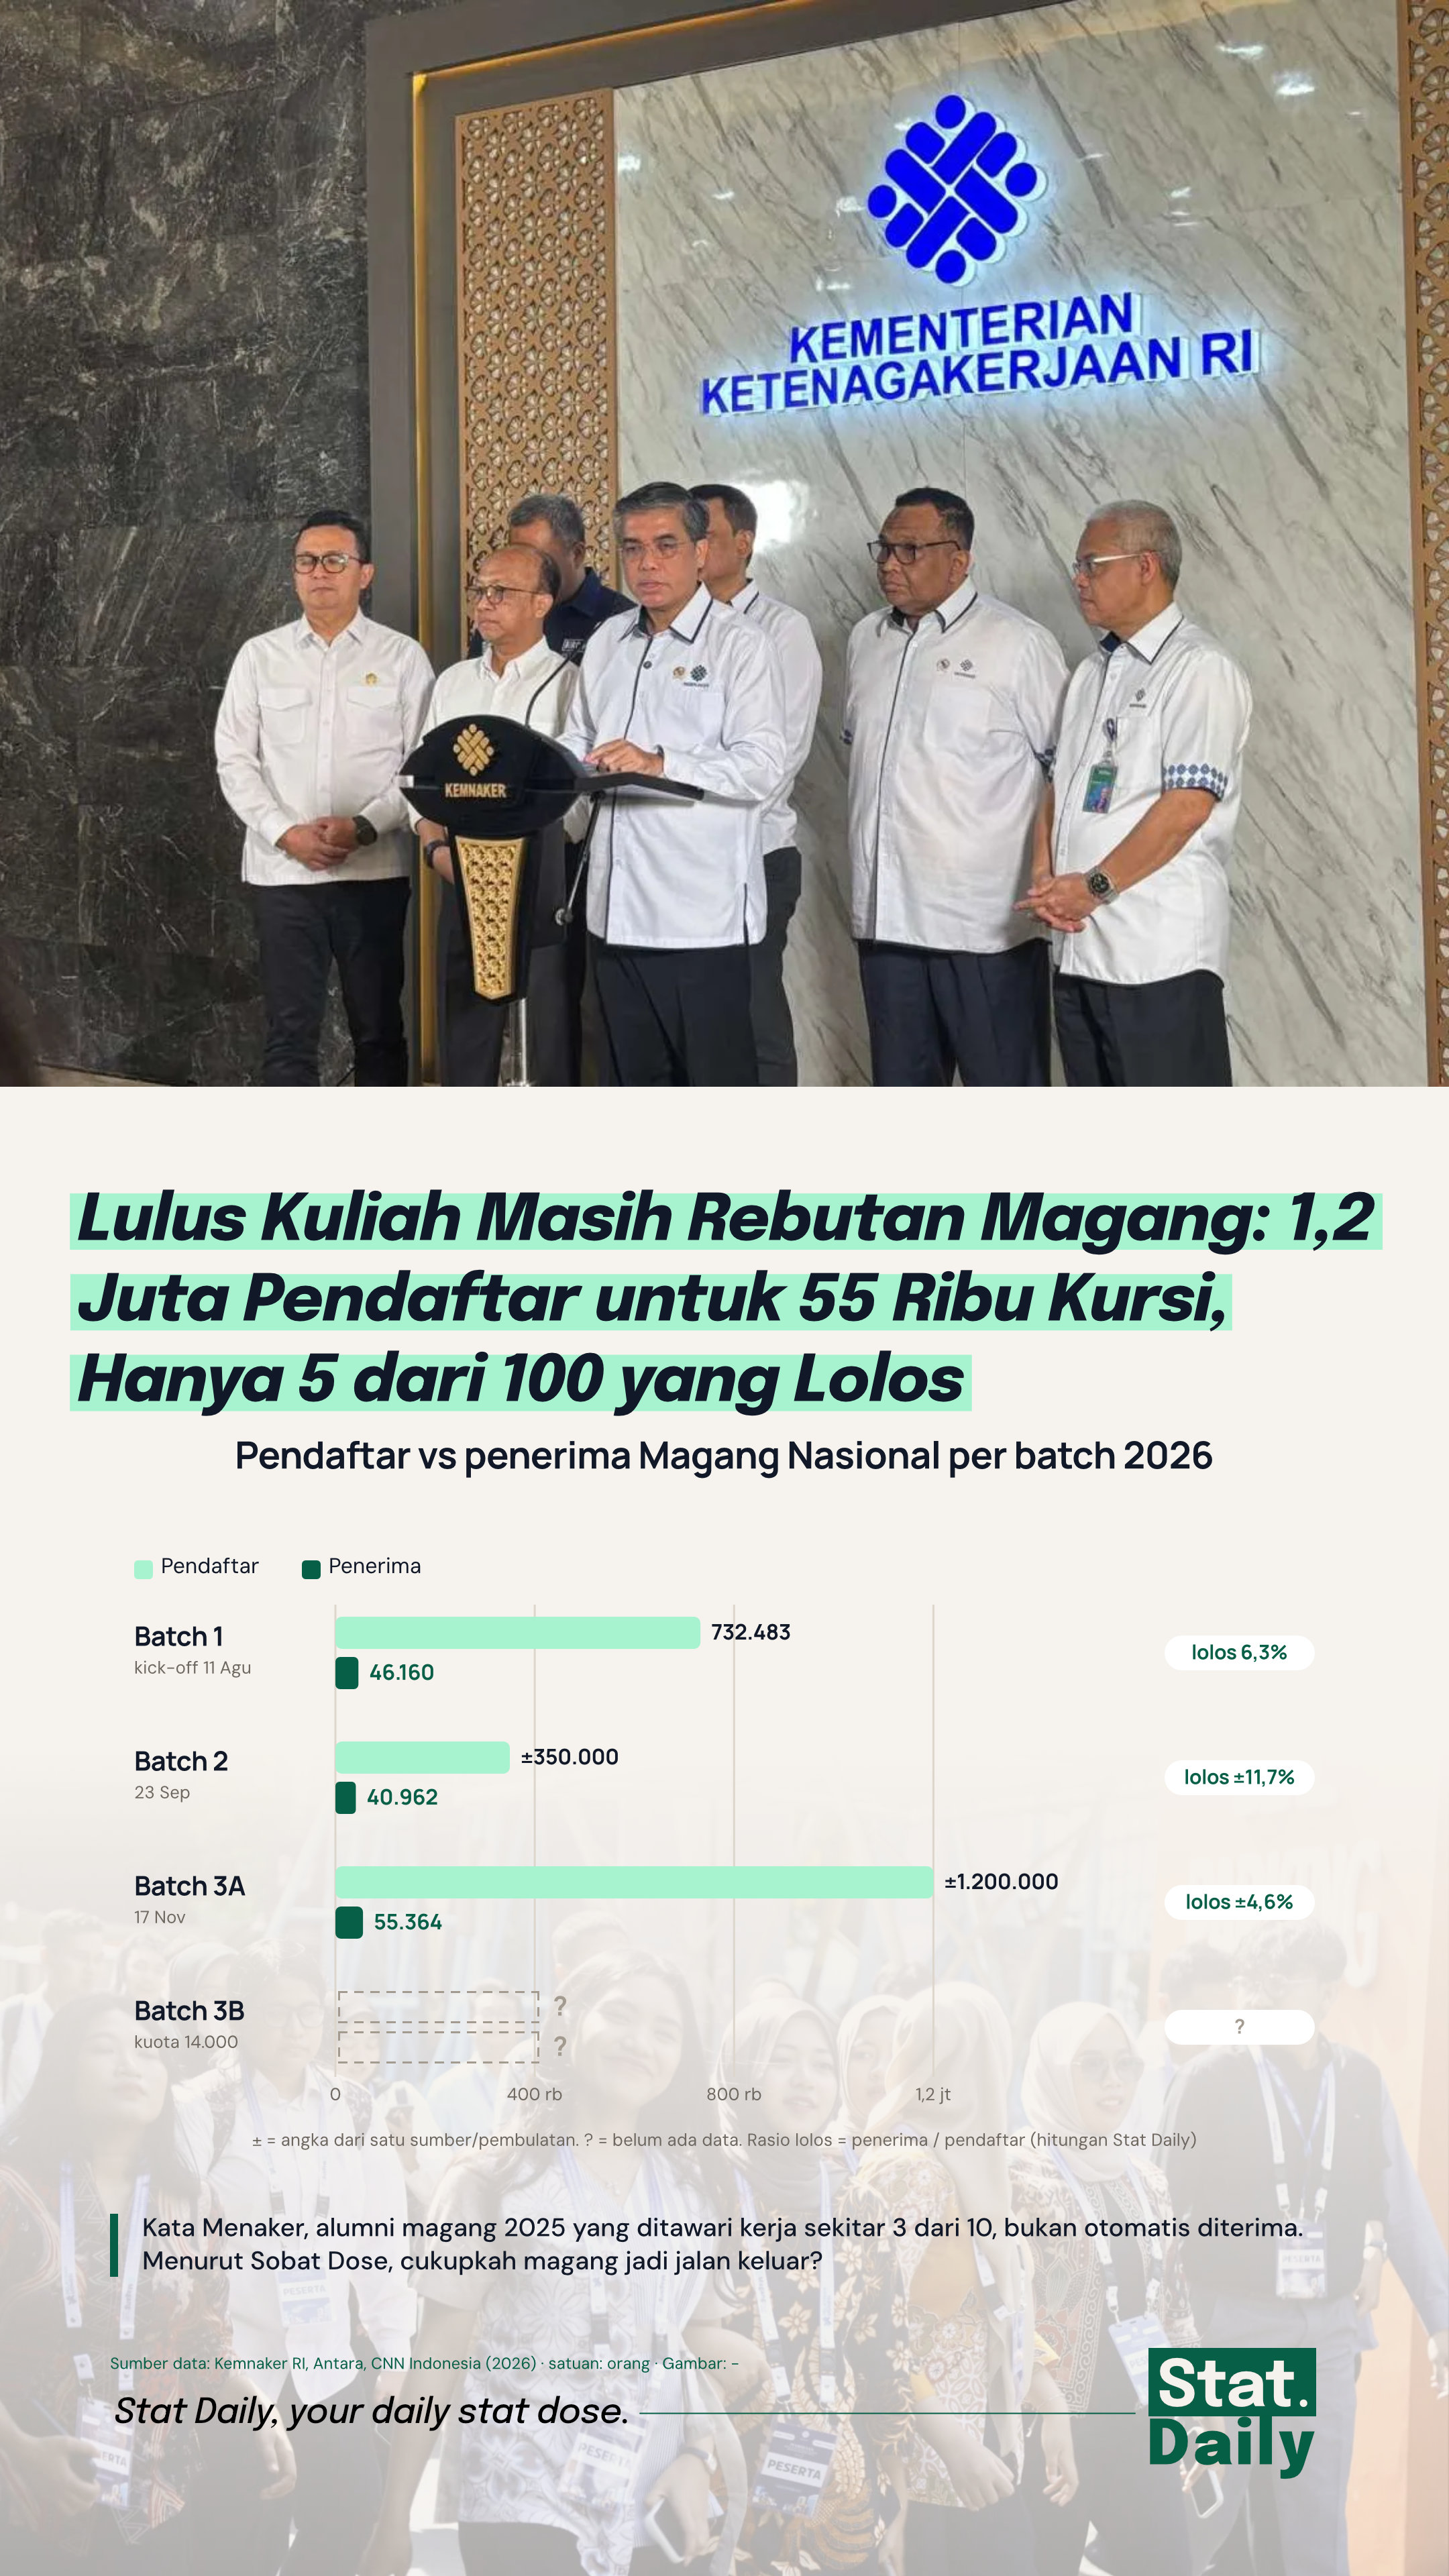 KEMENTERIAN
KETENAGAKERJAAN RI
KEMNAKER
Lulus Kuliah Masih Rebutan Magang: 1,2
Juta Pendaftar untuk 55 Ribu Kursi,
Hanya 5 dari 100 yang Lolos
Pendaftar vs penerima Magang Nasional per batch 2026
Pendaftar Penerima
Batch 1
kick-off 11 Agu
732.483
46.160
lolos 6,3%
Batch 2
23 Sep
±350.000
40.962
lolos ±11,7%
Batch 3A
17 Nov
±1.200.000
55.364
lolos ±4,6%
Batch 3B
kuota 14.000
?
?
?
0 400 rb 800 rb 1,2 jt
± = angka dari satu sumber/pembulatan. ? = belum ada data. Rasio lolos = penerima / pendaftar (hitungan Stat Daily)
Kata Menaker, alumni magang 2025 yang ditawari kerja sekitar 3 dari 10, bukan otomatis diterima.
Menurut Sobat Dose, cukupkah magang jadi jalan keluar?
PESERTA
PESERTA
Sumber data: Kemnaker RI, Antara, CNN Indonesia (2026) · satuan: orang · Gambar: -
Stat Daily, your daily stat dose.
Stat.
Daily
PESERTA
PESERTA